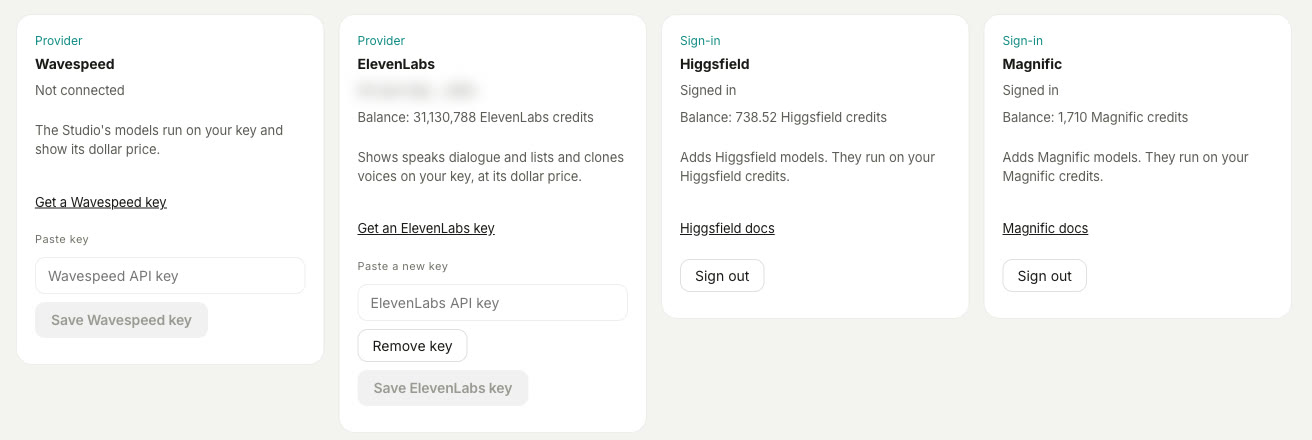 Provider
Wavespeed
Not connected
The Studio's models run on your key and
show its dollar price.
Get a Wavespeed key
Paste key
Wavespeed API key
Save Wavespeed key
Provider
ElevenLabs
Balance: 31,130,788 ElevenLabs credits
Shows speaks dialogue and lists and clones
voices on your key, at its dollar price.
Get an ElevenLabs key
Paste a new key
ElevenLabs API key
Remove key
Save ElevenLabs key
Sign-in
Higgsfield
Signed in
Balance: 738.52 Higgsfield credits
Adds Higgsfield models. They run on your
Higgsfield credits.
Higgsfield docs
Sign out
Sign-in
Magnific
Signed in
Balance: 1,710 Magnific credits
Adds Magnific models. They run on your
Magnific credits.
Magnific docs
Sign out